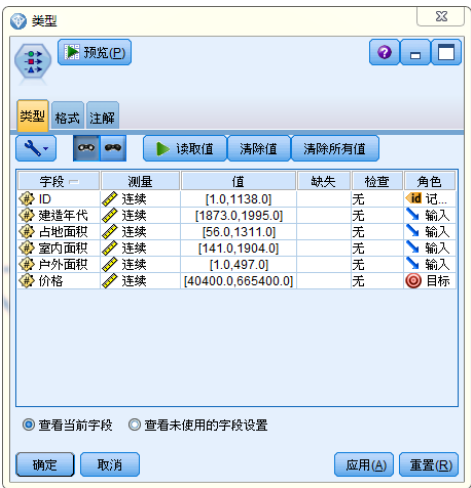 类型
预览(P)
类型 格式 注解
读取值 清除值 清除所有值
字段 测量 值 缺失 检查 角色
ID 连续 [1.0,1138.0] 无 id 记...
建造年代 连续 [1873.0,1995.0] 无 输入
占地面积 连续 [56.0,1311.0] 无 输入
室内面积 连续 [141.0,1904.0] 无 输入
户外面积 连续 [1.0,497.0] 无 输入
价格 连续 [40400.0,665400.0] 无 目标
查看当前字段 查看未使用的字段设置
确定 取消 应用(A) 重置(R)